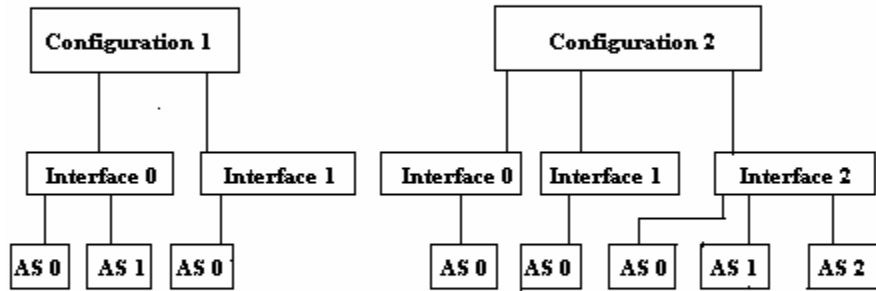 Configuration 1
Configuration 2
Interface 0
Interface 1
Interface 0
Interface 1
Interface 2
AS 0
AS 1
AS 0
AS 0
AS 0
AS 0
AS 1
AS 2